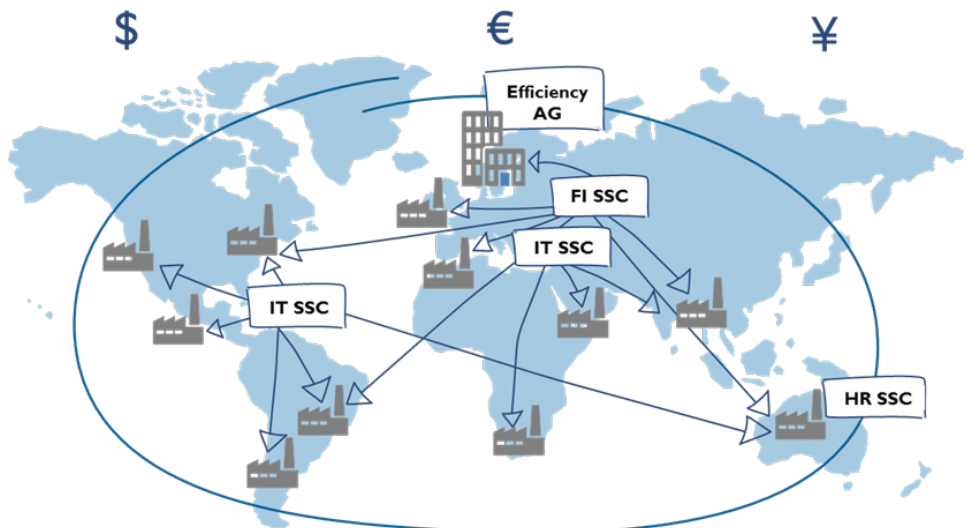 $ € ¥
Efficiency
AG
FI SSC
IT SSC
IT SSC
HR SSC